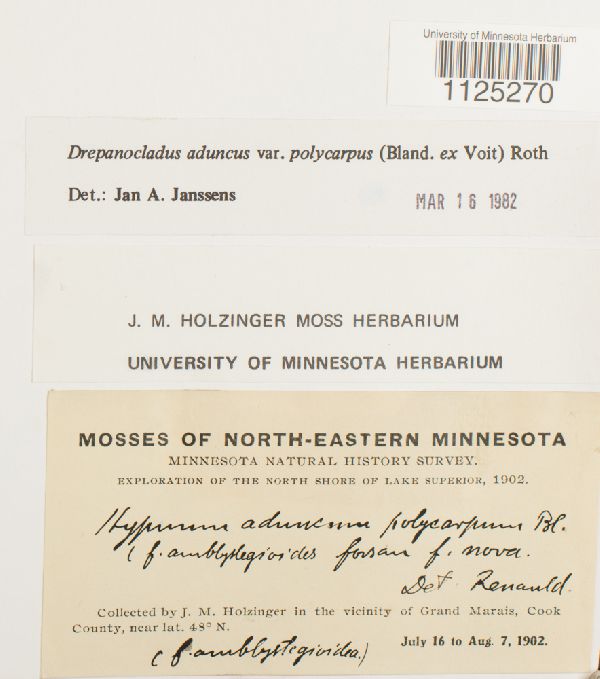 University of Minnesota Herbarium
1125270
Drepanocladus aduncus var. polycarpus (Bland. ex Voit) Roth
Det.: Jan A. Janssens
MAR 16 1982
J. M. HOLZINGER MOSS HERBARIUM
UNIVERSITY OF MINNESOTA HERBARIUM
MOSSES OF NORTH-EASTERN MINNESOTA
MINNESOTA NATURAL HISTORY SURVEY.
EXPLORATION OF THE NORTH SHORE OF LAKE SUPERIOR, 1902.
Hypnum aduncum polycarpum Bl.
(f. amblystegioides forsan f. nova.
Det. Renauld.
Collected by J. M. Holzinger in the vicinity of Grand Marais, Cook
County, near lat. 48° N.
July 16 to Aug. 7, 1902.
(f. amblystegioidea.)